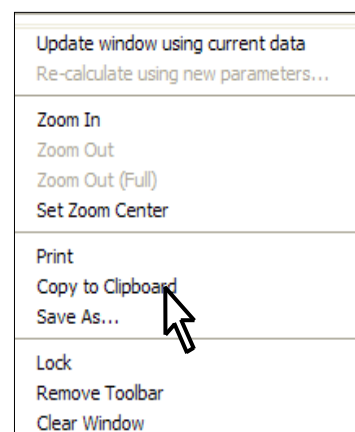 Update window using current data
Re-calculate using new parameters...
Zoom In
Zoom Out
Zoom Out (Full)
Set Zoom Center
Print
Copy to Clipboard
Save As...
Lock
Remove Toolbar
Clear Window